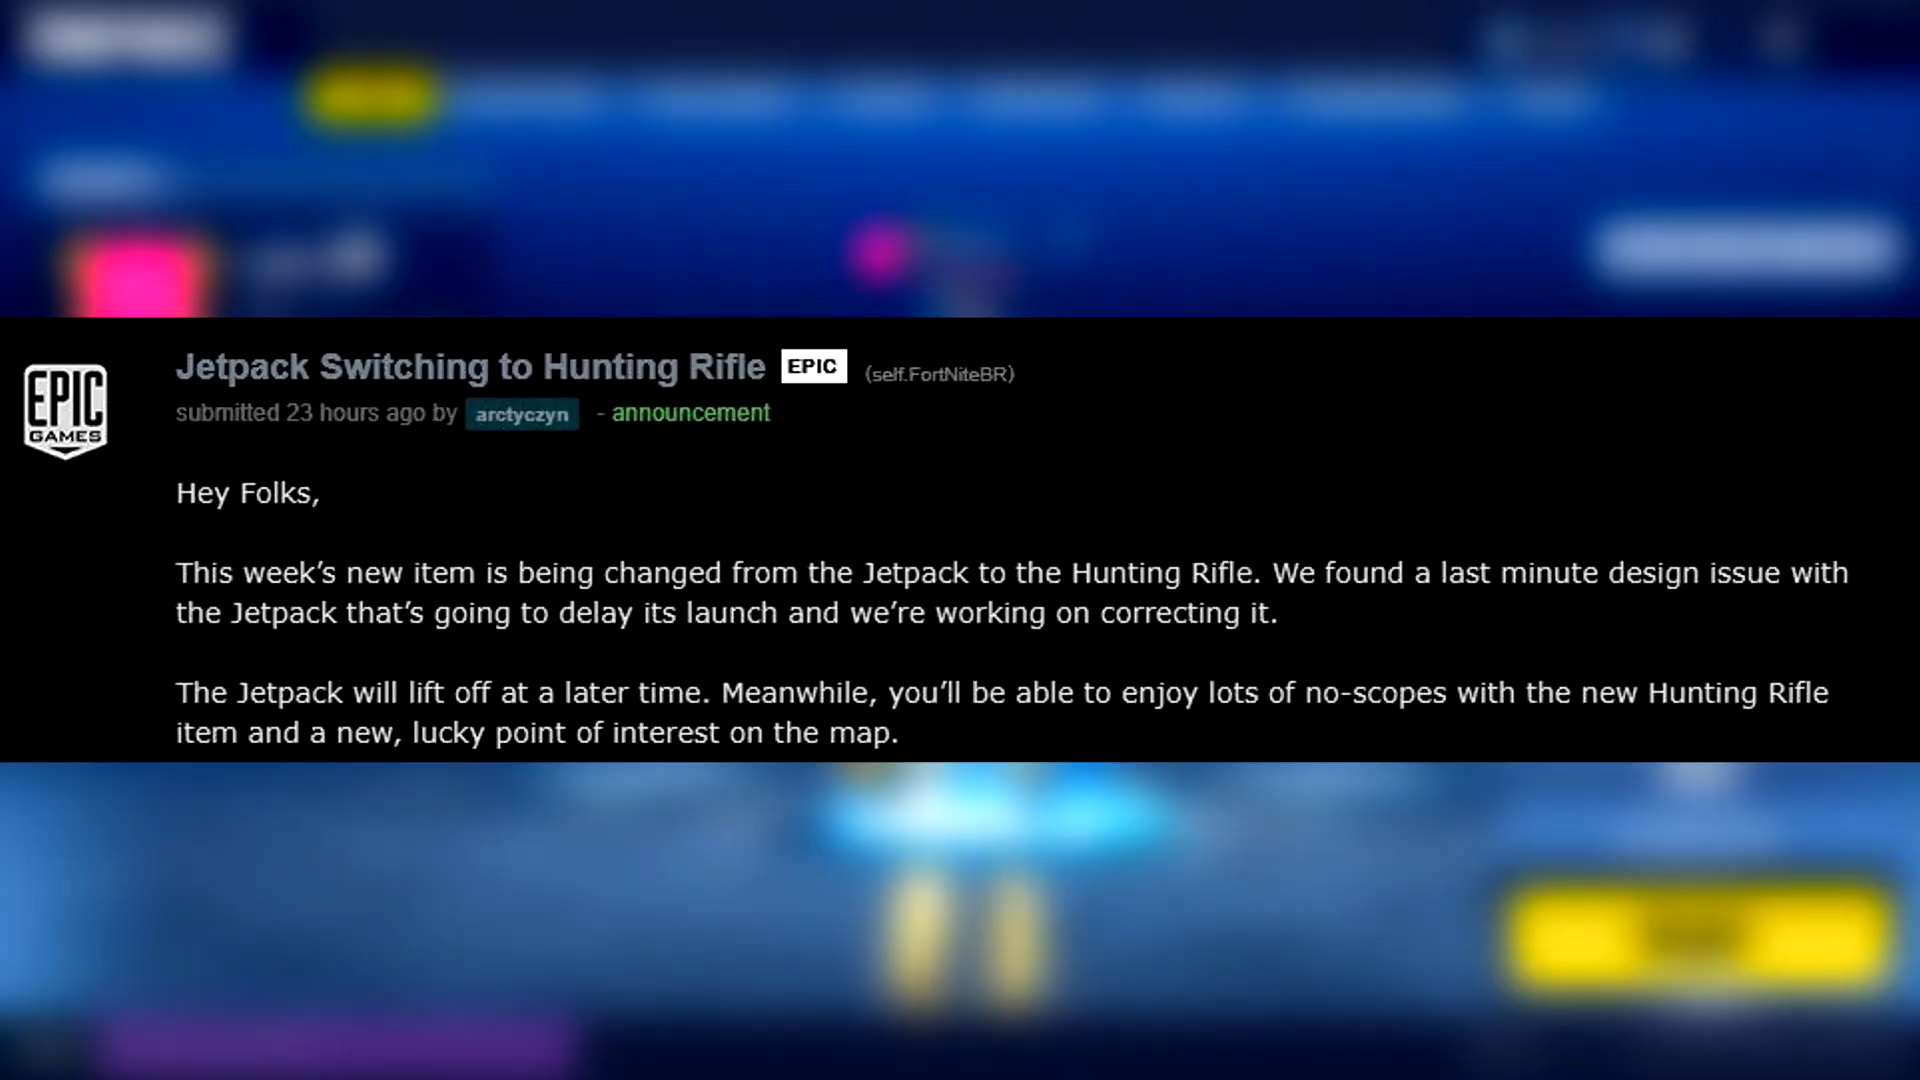 Jetpack Switching to Hunting Rifle EPIC (self.FortNiteBR)
EPIC
GAMES
submitted 23 hours ago by arctyczyn - announcement
Hey Folks,
This week’s new item is being changed from the Jetpack to the Hunting Rifle. We found a last minute design issue with
the Jetpack that’s going to delay its launch and we’re working on correcting it.
The Jetpack will lift off at a later time. Meanwhile, you’ll be able to enjoy lots of no-scopes with the new Hunting Rifle
item and a new, lucky point of interest on the map.